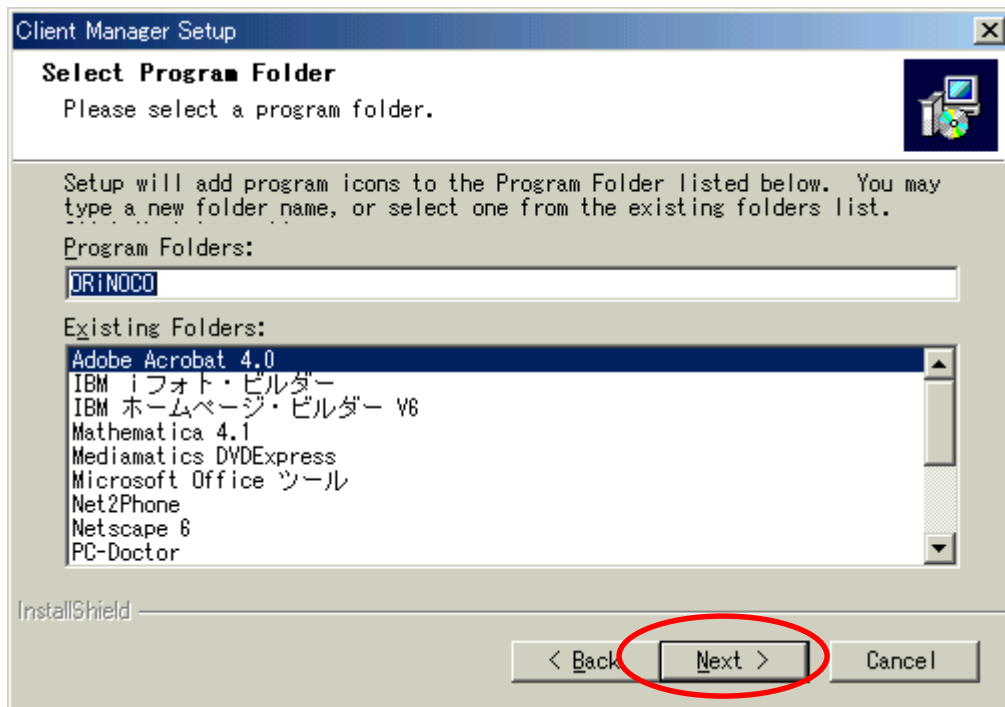 Client Manager Setup
Select Program Folder
Please select a program folder.
Setup will add program icons to the Program Folder listed below. You may
type a new folder name, or select one from the existing folders list.
Program Folders:
ORiNOCO
Existing Folders:
Adobe Acrobat 4.0
IBM iフォト・ビルダー
IBM ホームページ・ビルダー V6
Mathematica 4.1
Mediamatics DVDExpress
Microsoft Office ツール
Net2Phone
Netscape 6
PC-Doctor
InstallShield
< Back
Next >
Cancel